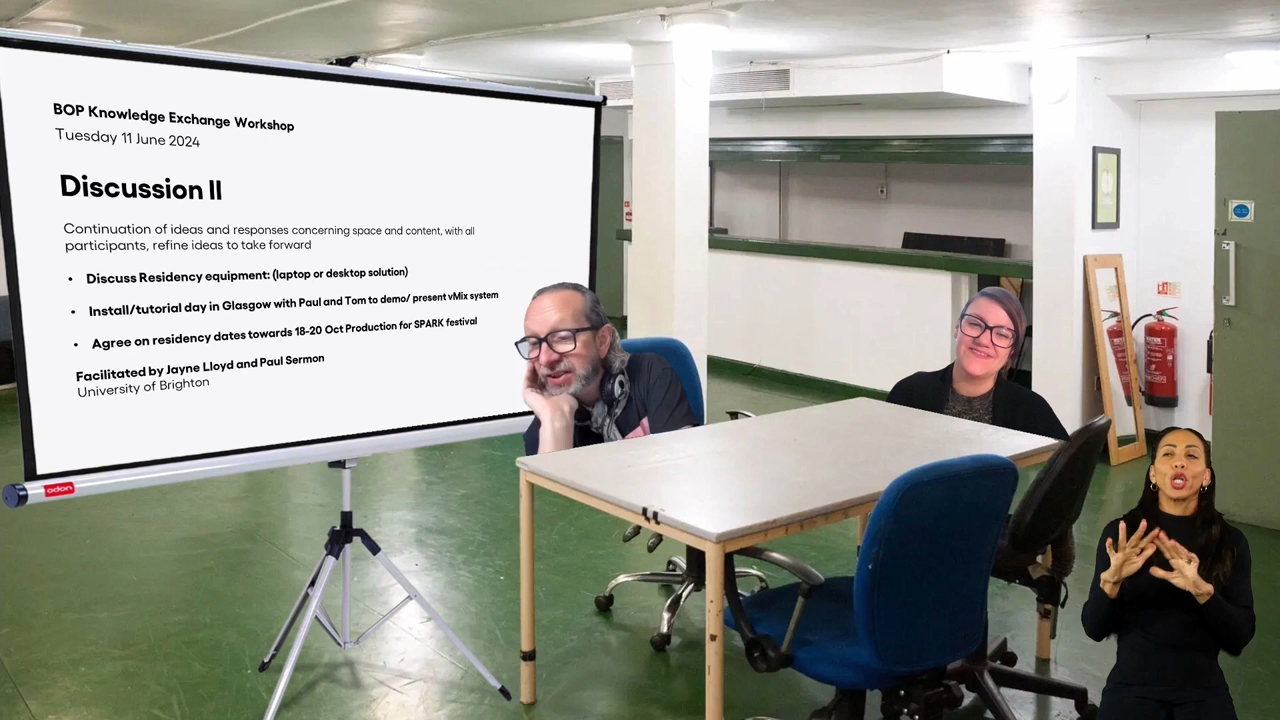 BOP Knowledge Exchange Workshop
Tuesday 11 June 2024
Discussion II
Continuation of ideas and responses concerning space and content, with all
participants, refine ideas to take forward
• Discuss Residency equipment: (laptop or desktop solution)
• Install/tutorial day in Glasgow with Paul and Tom to demo/ present vMix system
• Agree on residency dates towards 18-20 Oct Production for SPARK festival
Facilitated by Jayne Lloyd and Paul Sermon
University of Brighton
odon